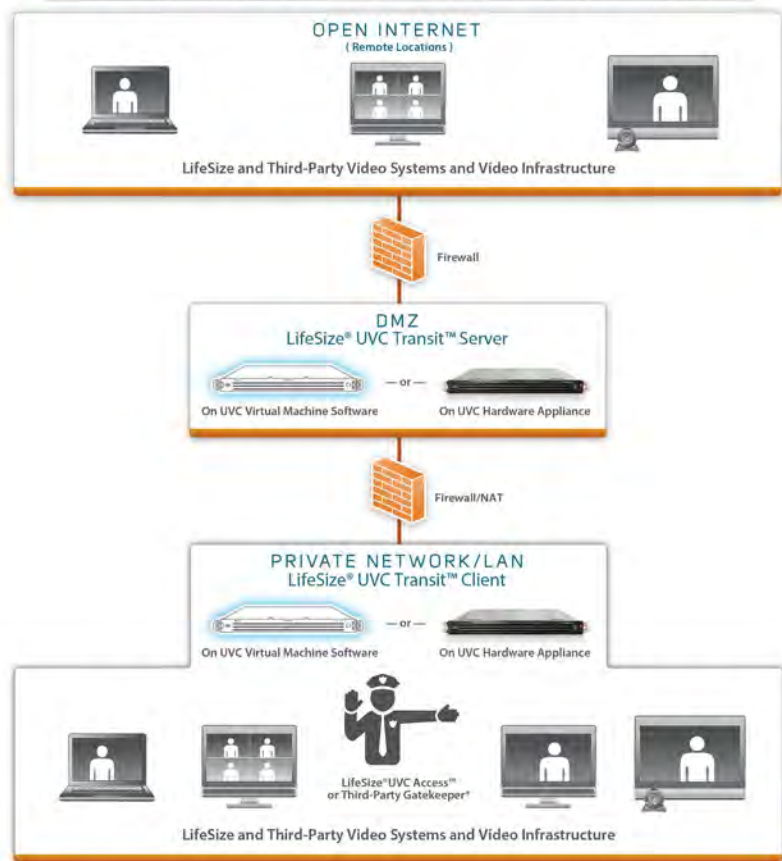 OPEN INTERNET
( Remote Locations )
LifeSize and Third-Party Video Systems and Video Infrastructure
Firewall
DMZ
LifeSize® UVC Transit™ Server
— or —
On UVC Virtual Machine Software
On UVC Hardware Appliance
Firewall/NAT
PRIVATE NETWORK/LAN
LifeSize® UVC Transit™ Client
— or —
On UVC Virtual Machine Software
On UVC Hardware Appliance
LifeSize® UVC Access™
or Third-Party Gatekeeper*
LifeSize and Third-Party Video Systems and Video Infrastructure